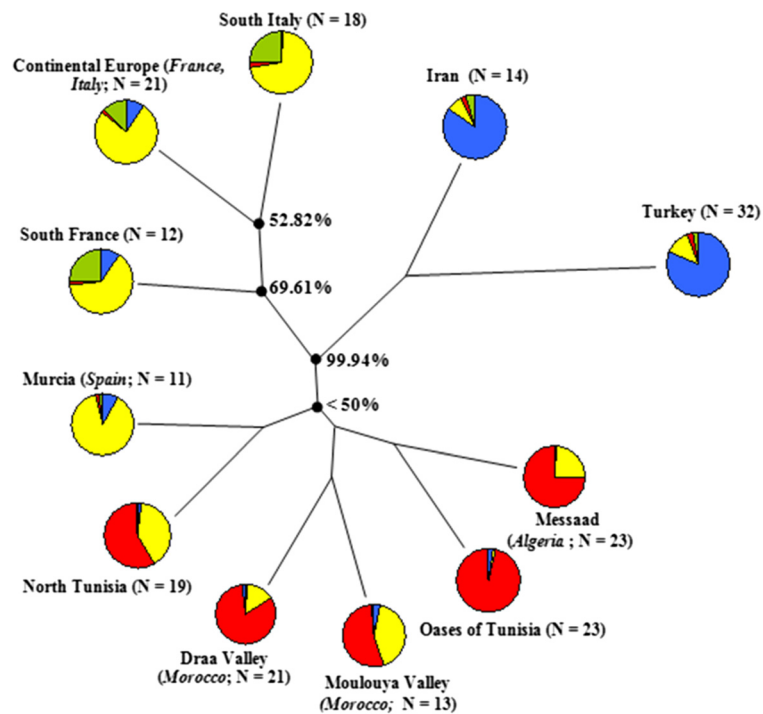 South Italy (N = 18)
Continental Europe (France,
Italy; N = 21)
Iran (N = 14)
Turkey (N = 32)
South France (N = 12)
52.82%
69.61%
99.94%
Murcia (Spain; N = 11)
< 50%
Messaad
(Algeria ; N = 23)
North Tunisia (N = 19)
Oases of Tunisia (N = 23)
Draa Valley
(Morocco; N = 21)
Moulouya Valley
(Morocco; N = 13)